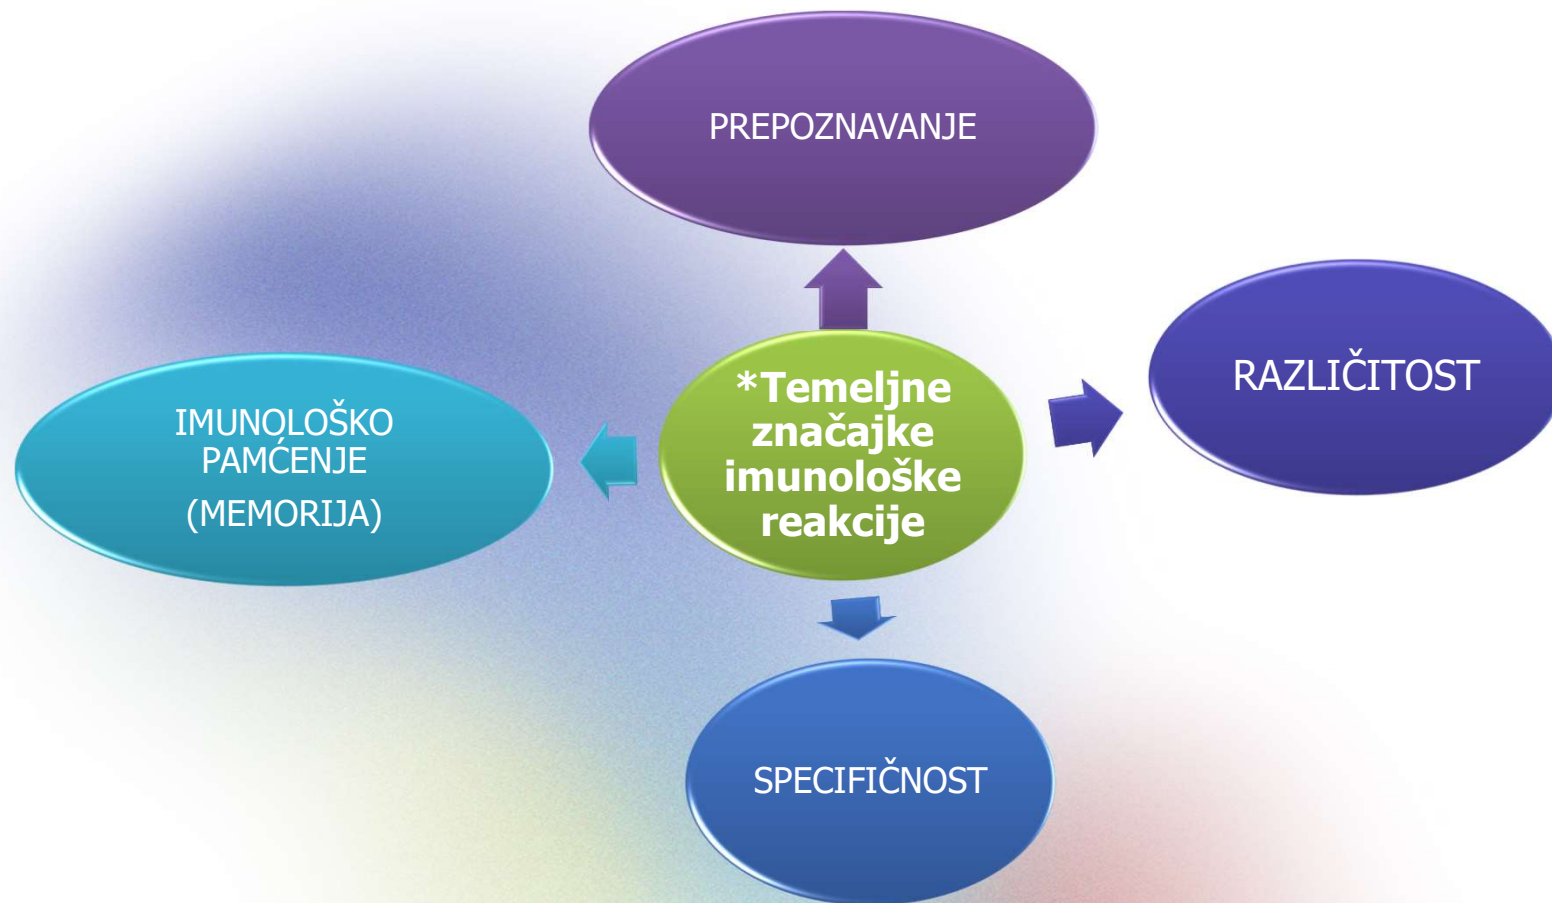 PREPOZNAVANJE
RAZLIČITOST
*Temeljne
značajke
imunološke
reakcije
IMUNOLOŠKO
PAMĆENJE
(MEMORIJA)
SPECIFIČNOST